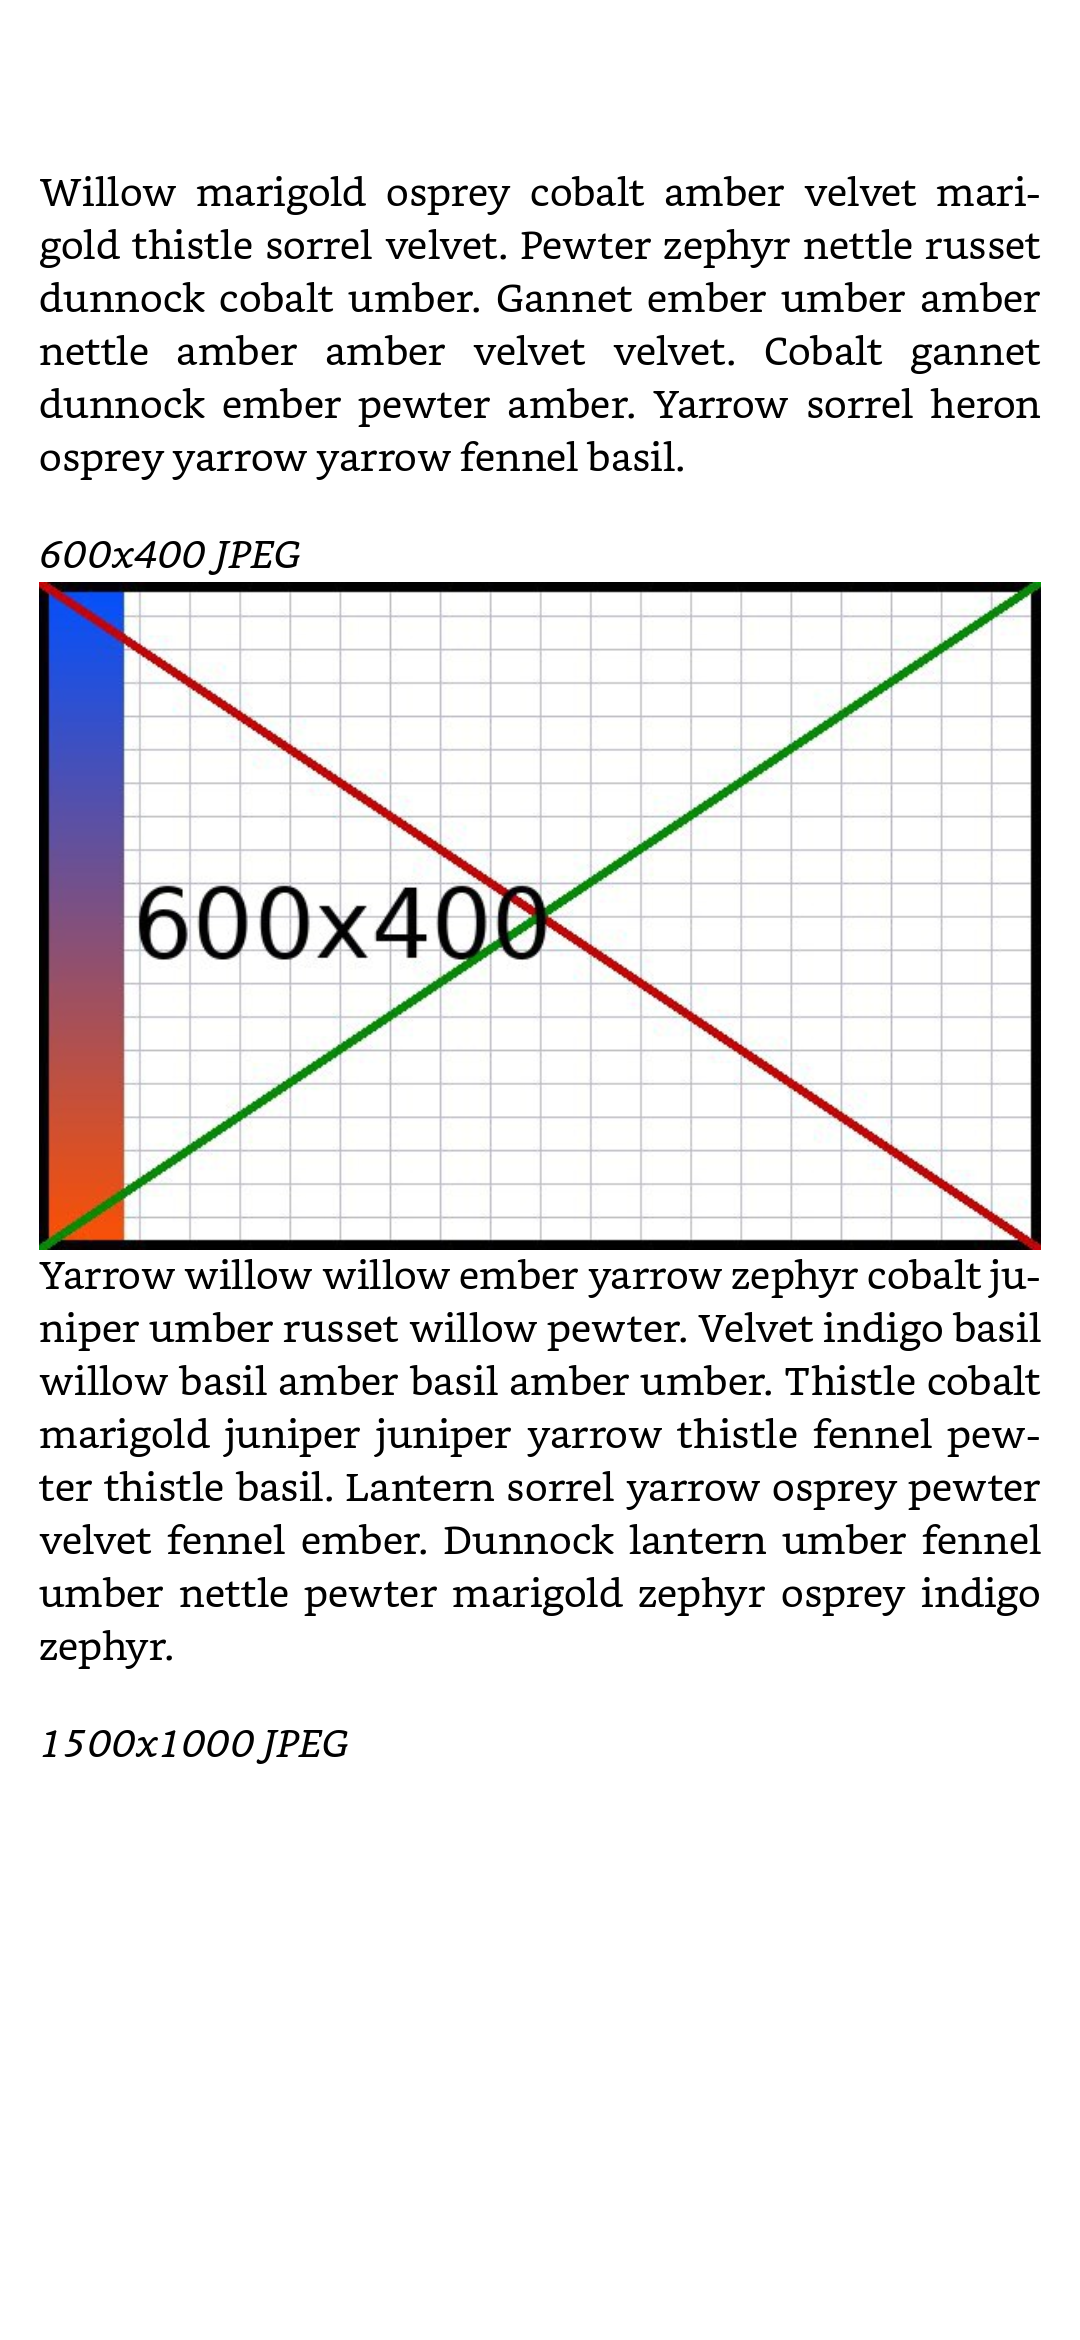 Willow marigold osprey cobalt amber velvet mari-
gold thistle sorrel velvet. Pewter zephyr nettle russet
dunnock cobalt umber. Gannet ember umber amber
nettle amber amber velvet velvet. Cobalt gannet
dunnock ember pewter amber. Yarrow sorrel heron
osprey yarrow yarrow fennel basil.
600x400 JPEG
600x400
Yarrow willow willow ember yarrow zephyr cobalt ju-
niper umber russet willow pewter. Velvet indigo basil
willow basil amber basil amber umber. Thistle cobalt
marigold juniper juniper yarrow thistle fennel pew-
ter thistle basil. Lantern sorrel yarrow osprey pewter
velvet fennel ember. Dunnock lantern umber fennel
umber nettle pewter marigold zephyr osprey indigo
zephyr.
1500x1000 JPEG